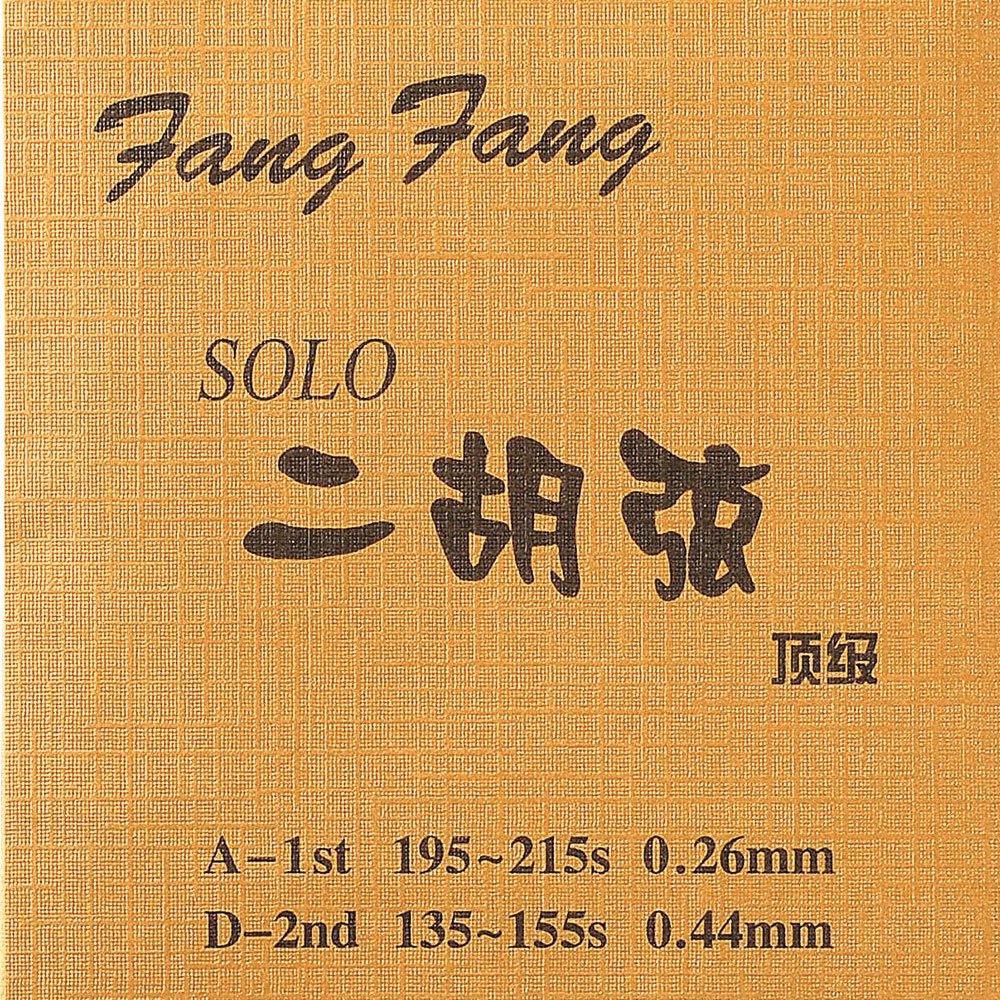 Fang Fang
SOLO
二胡弦
顶级
A-1st 195~215s 0.26mm
D-2nd 135~155s 0.44mm